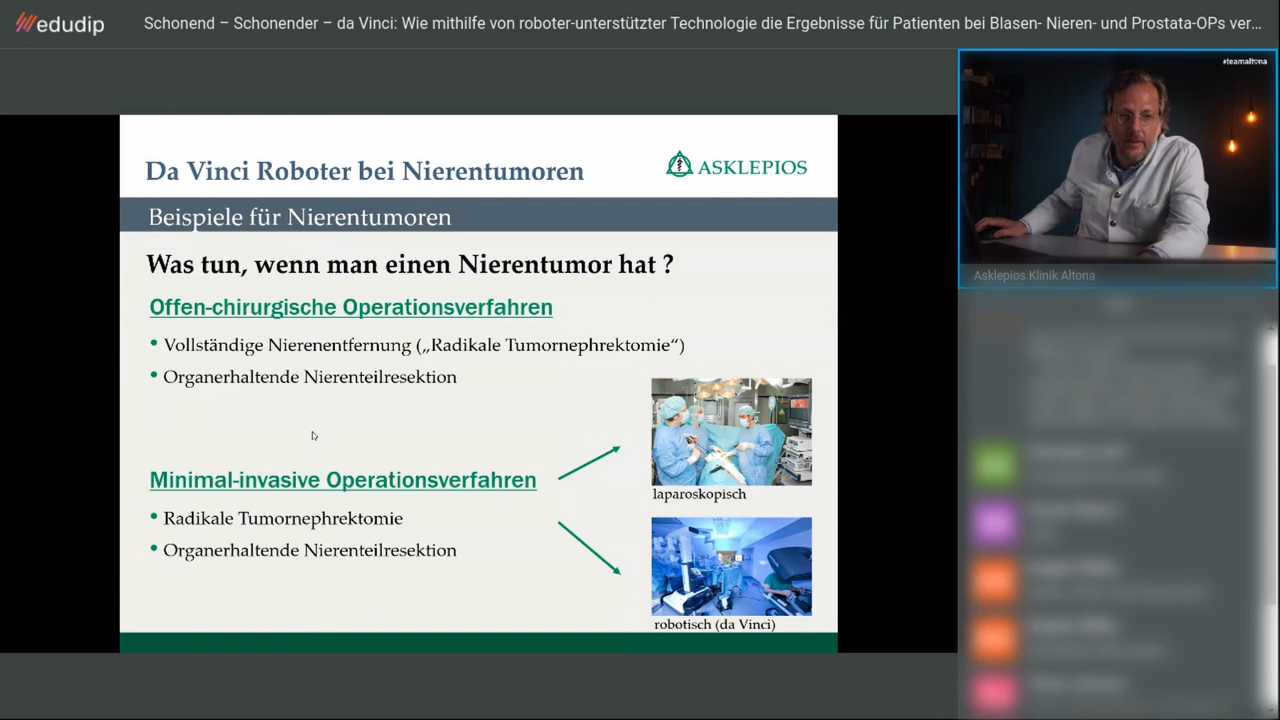 edudip
Schonend – Schonender – da Vinci: Wie mithilfe von roboter-unterstützter Technologie die Ergebnisse für Patienten bei Blasen- Nieren- und Prostata-OPs ver...
#teamaltona
Asklepios Klinik Altona
Da Vinci Roboter bei Nierentumoren
ASKLEPIOS
Beispiele für Nierentumoren
Was tun, wenn man einen Nierentumor hat ?
Offen-chirurgische Operationsverfahren
• Vollständige Nierenentfernung („Radikale Tumornephrektomie“)
• Organerhaltende Nierenteilresektion
Minimal-invasive Operationsverfahren
• Radikale Tumornephrektomie
• Organerhaltende Nierenteilresektion
laparoskopisch
robotisch (da Vinci)